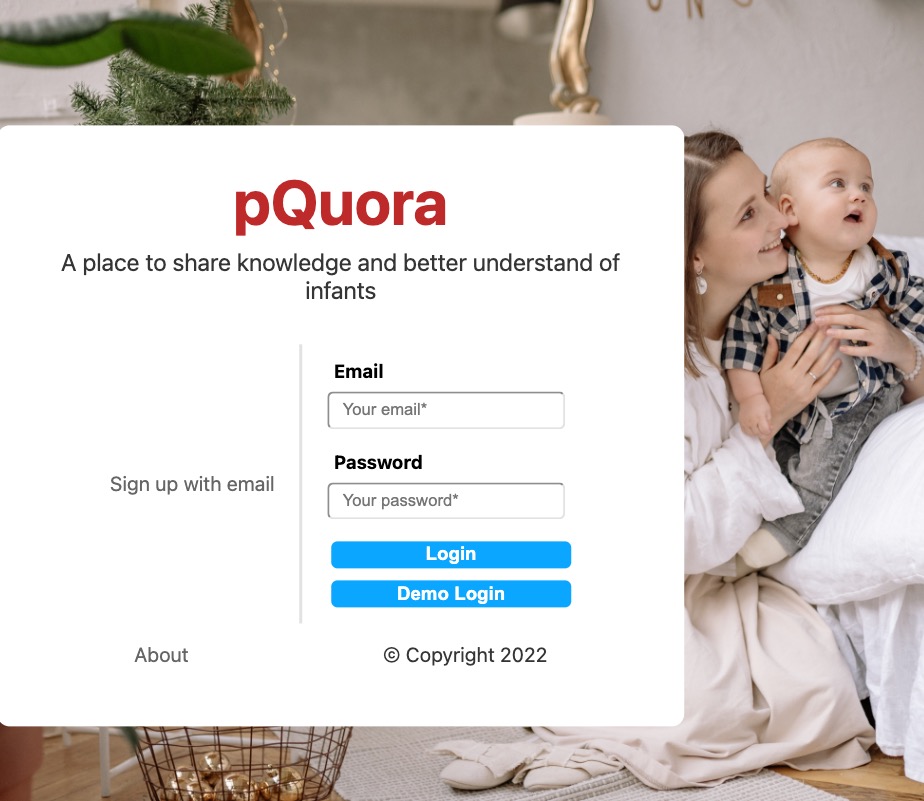 pQuora
A place to share knowledge and better understand of
infants
Sign up with email
Email
Your email*
Password
Your password*
Login
Demo Login
About
© Copyright 2022